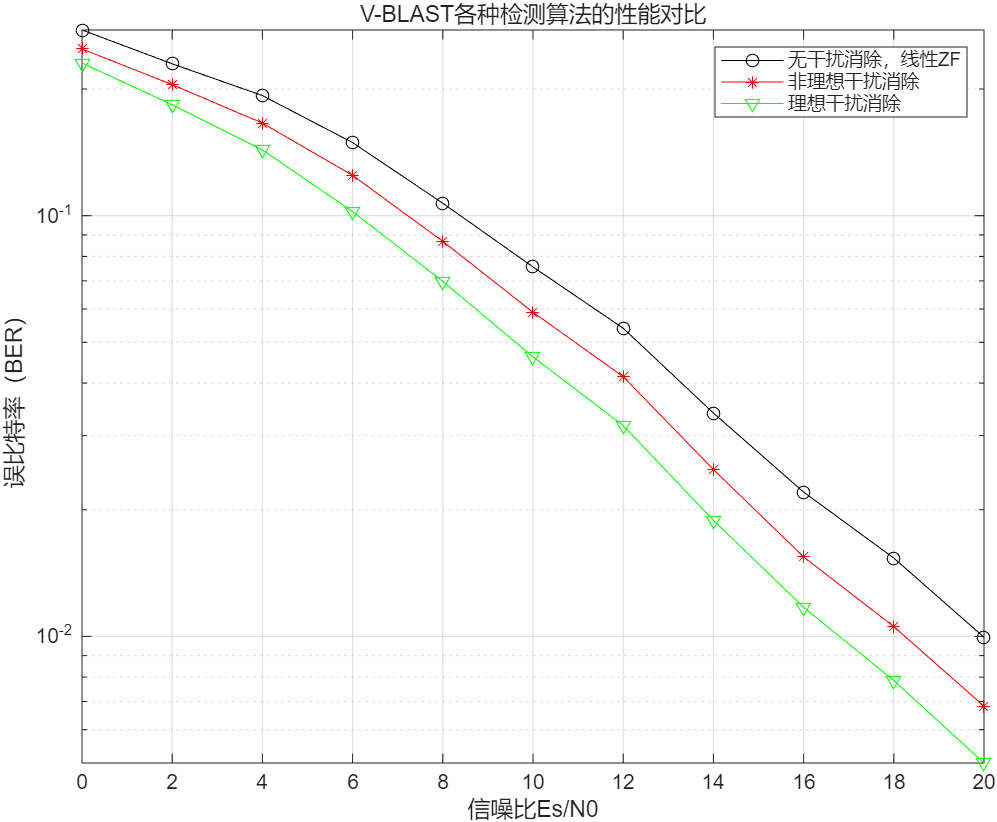 V-BLAST各种检测算法的性能对比
无干扰消除，线性ZF
非理想干扰消除
理想干扰消除
误比特率（BER）
10-1
10-2
0 2 4 6 8 10 12 14 16 18 20
信噪比Es/N0